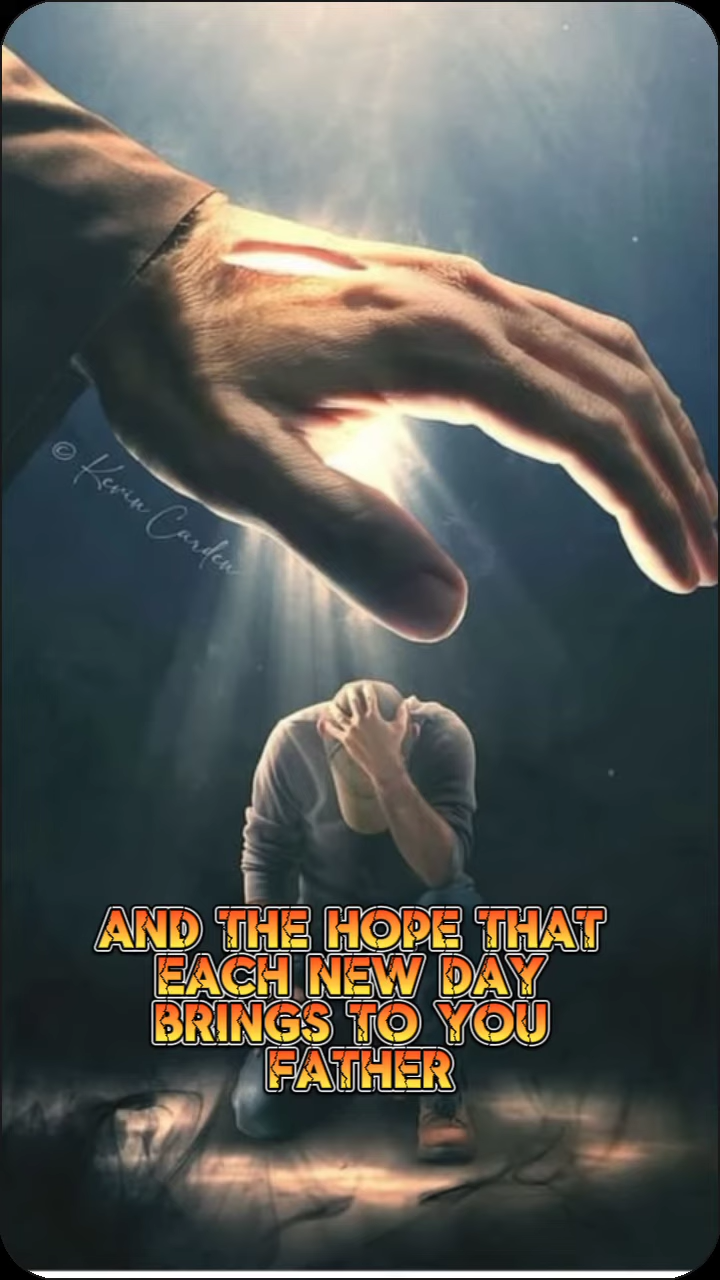 © Kevin Carden
AND THE HOPE THAT
EACH NEW DAY
BRINGS TO YOU
FATHER